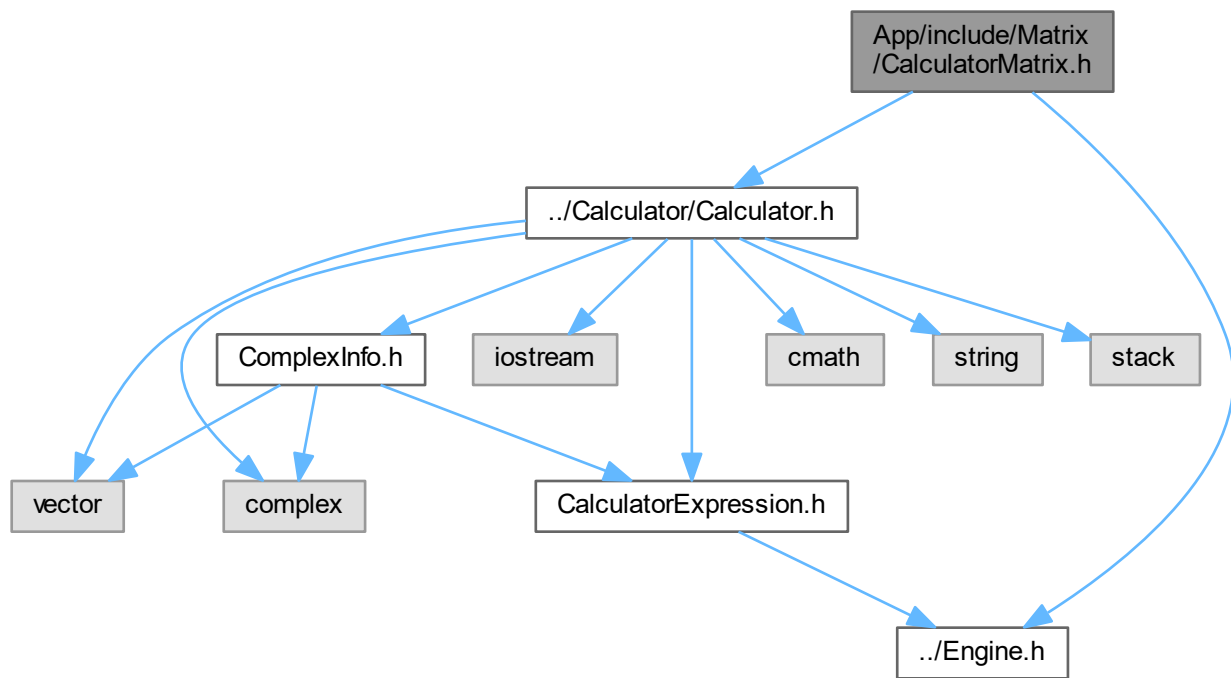 App/include/Matrix
/CalculatorMatrix.h
../Calculator/Calculator.h
ComplexInfo.h
iostream
cmath
string
stack
vector
complex
CalculatorExpression.h
../Engine.h